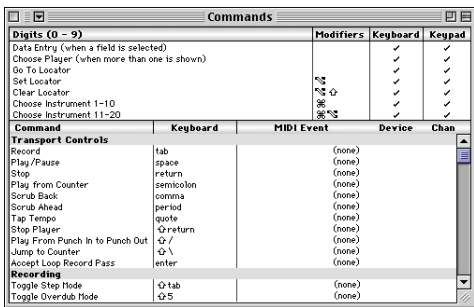 Commands
Digits (0 - 9) Modifiers Keyboard Keypad
Data Entry (when a field is selected) ✓ ✓
Choose Player (when more than one is shown) ✓ ✓
Go To Locator ✓ ✓
Set Locator ⌥ ✓ ✓
Clear Locator ⌥ ⇧ ✓ ✓
Choose Instrument 1-10 ⌘ ✓ ✓
Choose Instrument 11-20 ⌘ ⌥ ✓ ✓
Command Keyboard MIDI Event Device Chan
Transport Controls
Record tab (none)
Play/Pause space (none)
Stop return (none)
Play from Counter semicolon (none)
Scrub Back comma (none)
Scrub Ahead period (none)
Tap Tempo quote (none)
Stop Player ⇧ return (none)
Play From Punch In to Punch Out ⇧ / (none)
Jump to Counter ⇧ \ (none)
Accept Loop Record Pass enter (none)
Recording
Toggle Step Mode ⇧ tab (none)
Toggle Overdub Mode ⇧ 5 (none)